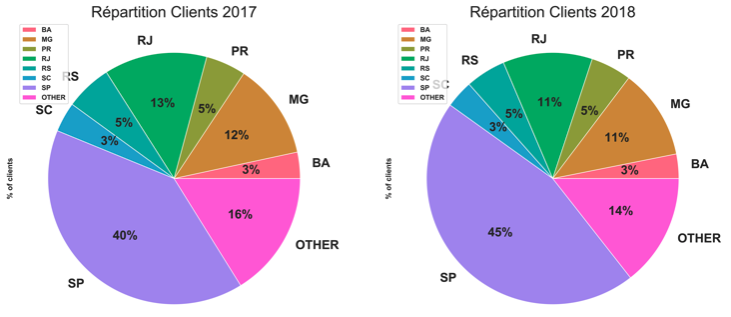 Répartition Clients 2017
BA
MG
PR
RJ
RS
SC
SP
OTHER
RJ
PR
RS
MG
SC
BA
13%
5%
5%
12%
3%
3%
16%
40%
OTHER
SP
% of clients
Répartition Clients 2018
BA
MG
PR
RJ
RS
SC
SP
OTHER
RJ
PR
RS
SC
MG
BA
11%
5%
5%
11%
3%
3%
14%
45%
OTHER
SP
% of clients